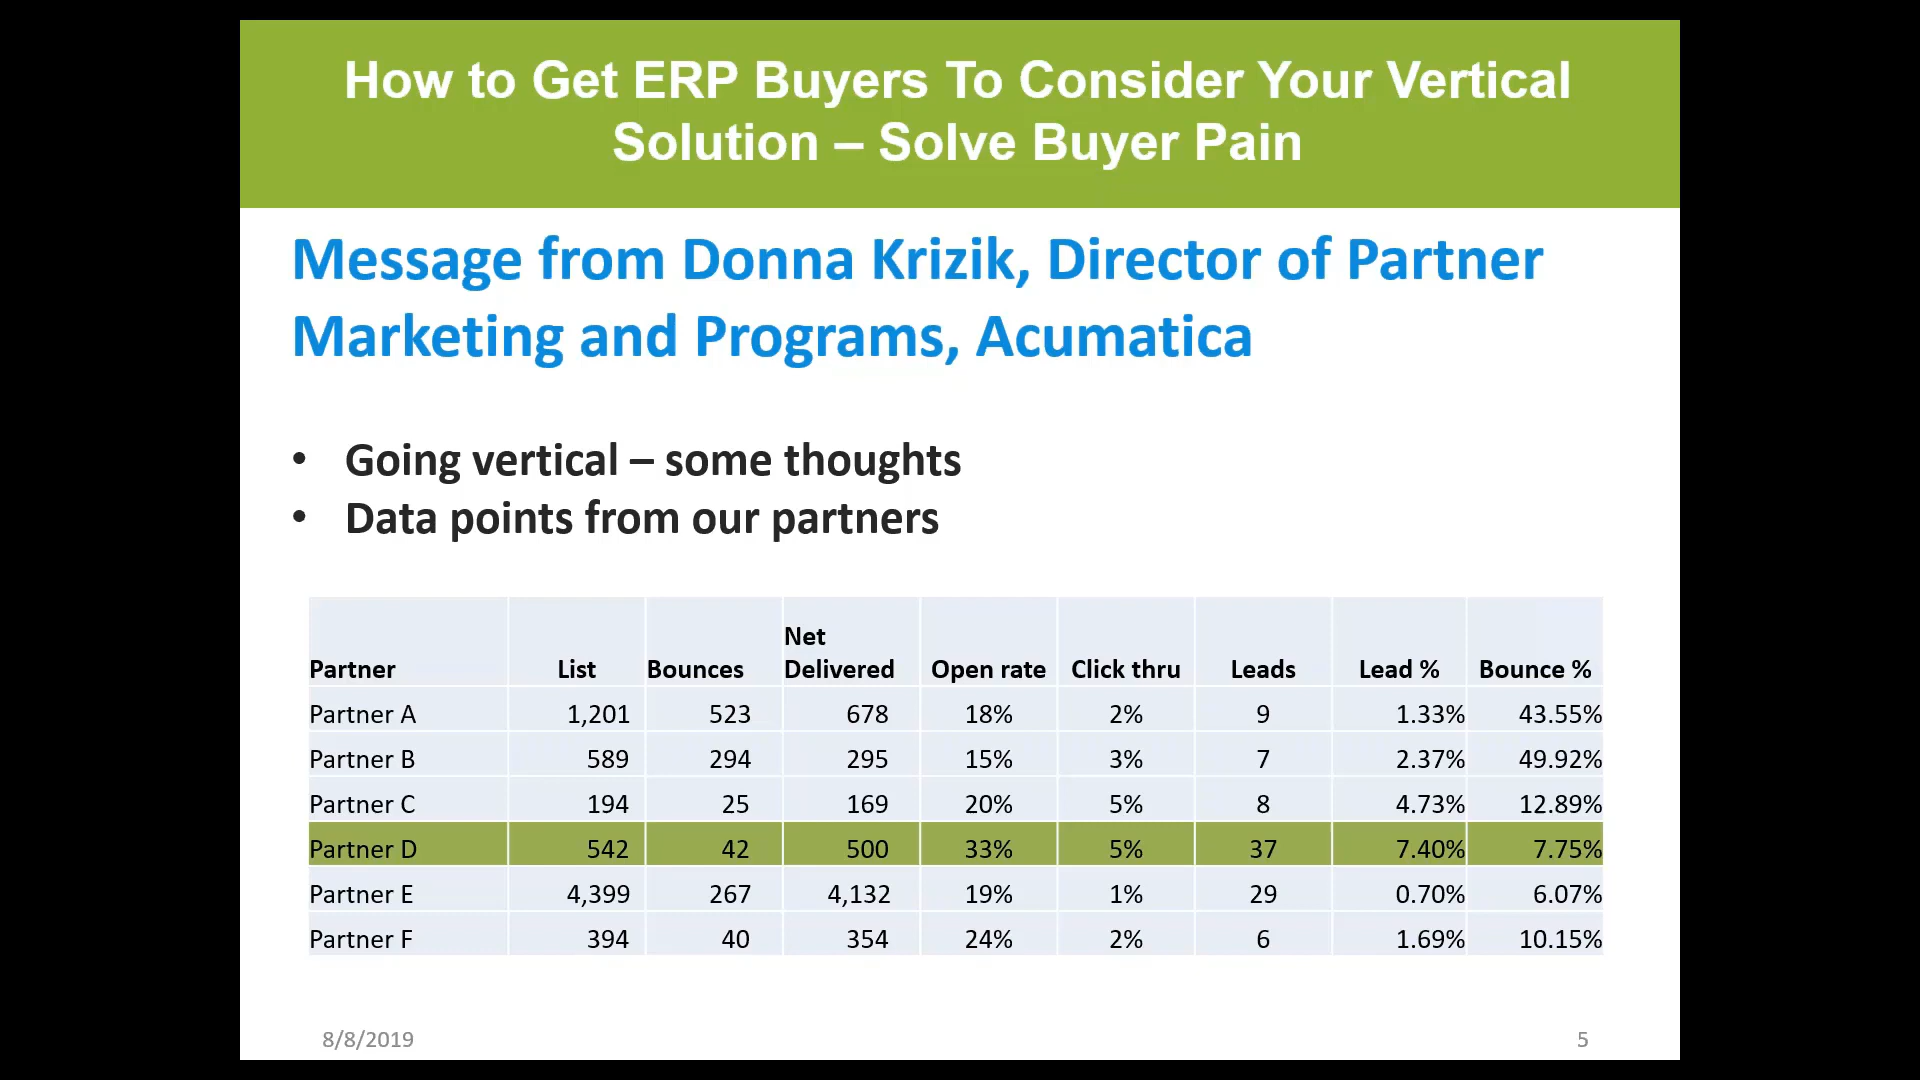 How to Get ERP Buyers To Consider Your Vertical
Solution – Solve Buyer Pain
Message from Donna Krizik, Director of Partner
Marketing and Programs, Acumatica
• Going vertical – some thoughts
• Data points from our partners
Partner List Bounces Net Delivered Open rate Click thru Leads Lead % Bounce %
Partner A 1,201 523 678 18% 2% 9 1.33% 43.55%
Partner B 589 294 295 15% 3% 7 2.37% 49.92%
Partner C 194 25 169 20% 5% 8 4.73% 12.89%
Partner D 542 42 500 33% 5% 37 7.40% 7.75%
Partner E 4,399 267 4,132 19% 1% 29 0.70% 6.07%
Partner F 394 40 354 24% 2% 6 1.69% 10.15%
8/8/2019 5